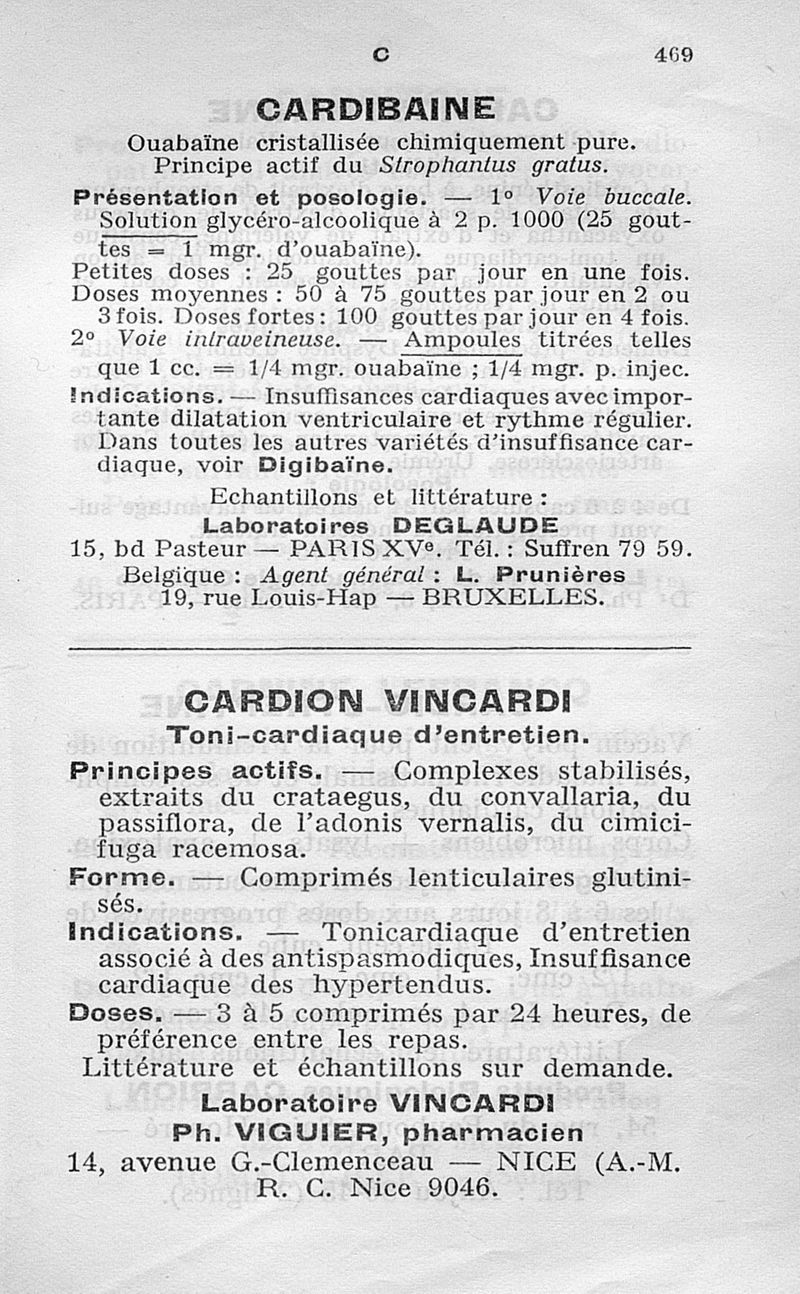 C 469
CARDIBAINE
Ouabaïne cristallisée chimiquement pure.
Principe actif du Strophantus gratus.
Présentation et posologie. — 1º Voie buccale.
Solution glycéro-alcoolique à 2 p. 1000 (25 gout-
tes = 1 mgr. d'ouabaïne).
Petites doses : 25 gouttes par jour en une fois.
Doses moyennes : 50 à 75 gouttes par jour en 2 ou
3 fois. Doses fortes : 100 gouttes par jour en 4 fois.
2º Voie intraveineuse. — Ampoules titrées telles
que 1 cc. = 1/4 mgr. ouabaïne ; 1/4 mgr. p. injec.
Indications. — Insuffisances cardiaques avec impor-
tante dilatation ventriculaire et rythme régulier.
Dans toutes les autres variétés d'insuffisance car-
diaque, voir Digibaïne.
Echantillons et littérature :
Laboratoires DEGLAUDE
15, bd Pasteur — PARIS XVe. Tél. : Suffren 79 59.
Belgique : Agent général : L. Prunières
19, rue Louis-Hap — BRUXELLES.
CARDION VINCARDI
Toni-cardiaque d'entretien.
Principes actifs. — Complexes stabilisés,
extraits du crataegus, du convallaria, du
passiflora, de l'adonis vernalis, du cimici-
fuga racemosa.
Forme. — Comprimés lenticulaires glutini-
sés.
Indications. — Tonicardiaque d'entretien
associé à des antispasmodiques, Insuffisance
cardiaque des hypertendus.
Doses. — 3 à 5 comprimés par 24 heures, de
préférence entre les repas.
Littérature et échantillons sur demande.
Laboratoire VINCARDI
Ph. VIGUIER, pharmacien
14, avenue G.-Clemenceau — NICE (A.-M.
R. C. Nice 9046.